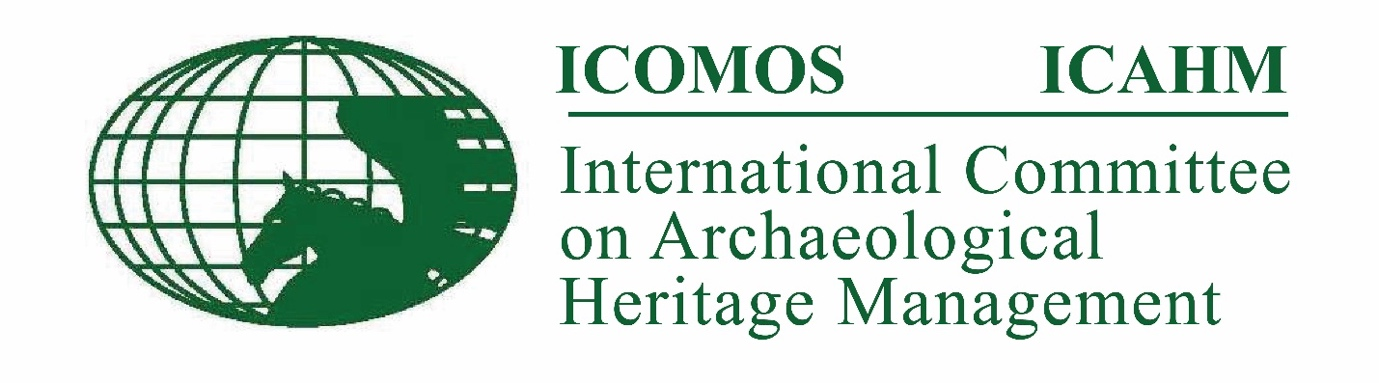 ICOMOS ICAHM
International Committee
on Archaeological
Heritage Management